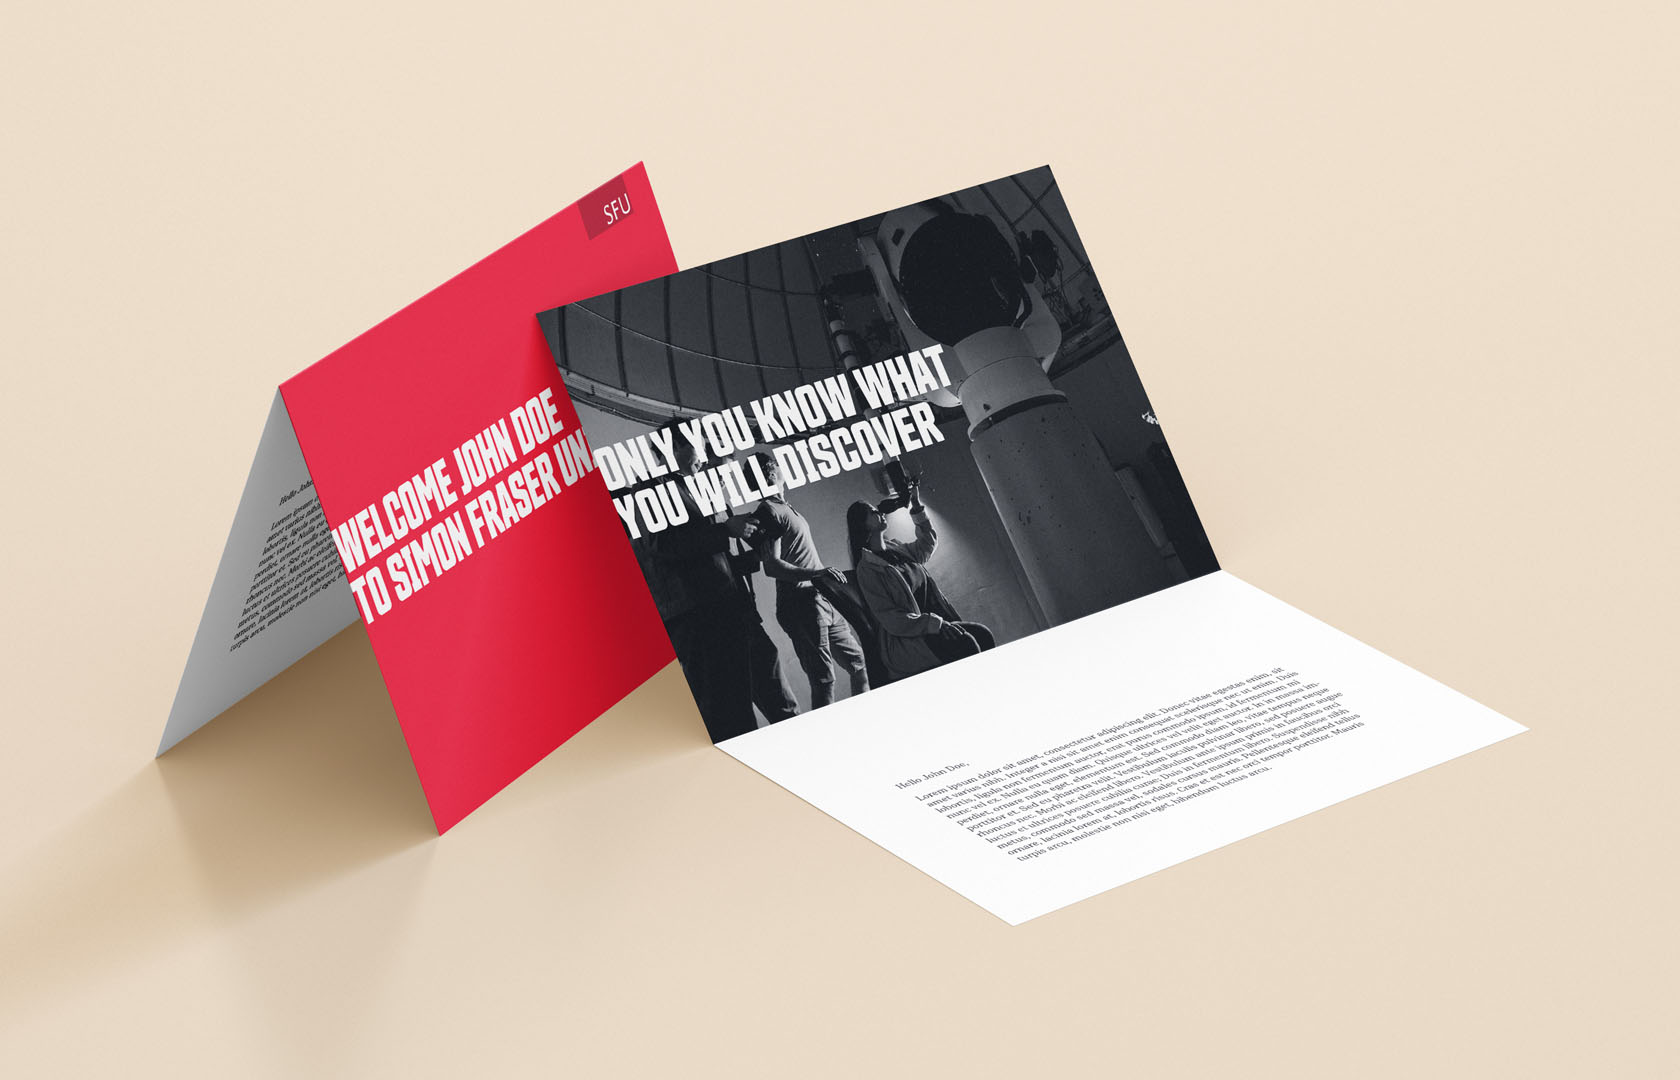 SFU
WELCOME JOHN DOE
TO SIMON FRASER UNI
Hello John
Lorem ipsum
ONLY YOU KNOW WHAT
YOU WILL DISCOVER
Hello John Doe,
Lorem ipsum dolor sit amet, consectetur adipiscing elit. Donec vitae egestas enim, sit
amet varius nibh. Integer a nisi sit amet enim consequat scelerisque nec ut enim. Duis
lobortis, ligula non fermentum auctor, erat purus commodo ipsum, id fermentum mi
nunc vel ex. Nulla eu quam diam. Quisque ultrices vel velit eget auctor. In in massa im-
perdiet, ornare nulla eget, elementum est. Sed commodo diam leo, vitae tempus neque
porttitor et. Sed eu pharetra velit. Vestibulum iaculis pulvinar libero, sed posuere augue
rhoncus nec. Morbi ac eleifend libero. Vestibulum ante ipsum primis in faucibus orci
luctus et ultrices posuere cubilia curae; Duis in fermentum libero. Suspendisse nibh
metus, commodo sed massa vel, sodales cursus mauris. Pellentesque eleifend tellus
ornare, lacinia lorem at, lobortis risus. Cras et est nec orci tempor porttitor. Mauris
turpis arcu, molestie non nisi eget, bibendum luctus arcu.